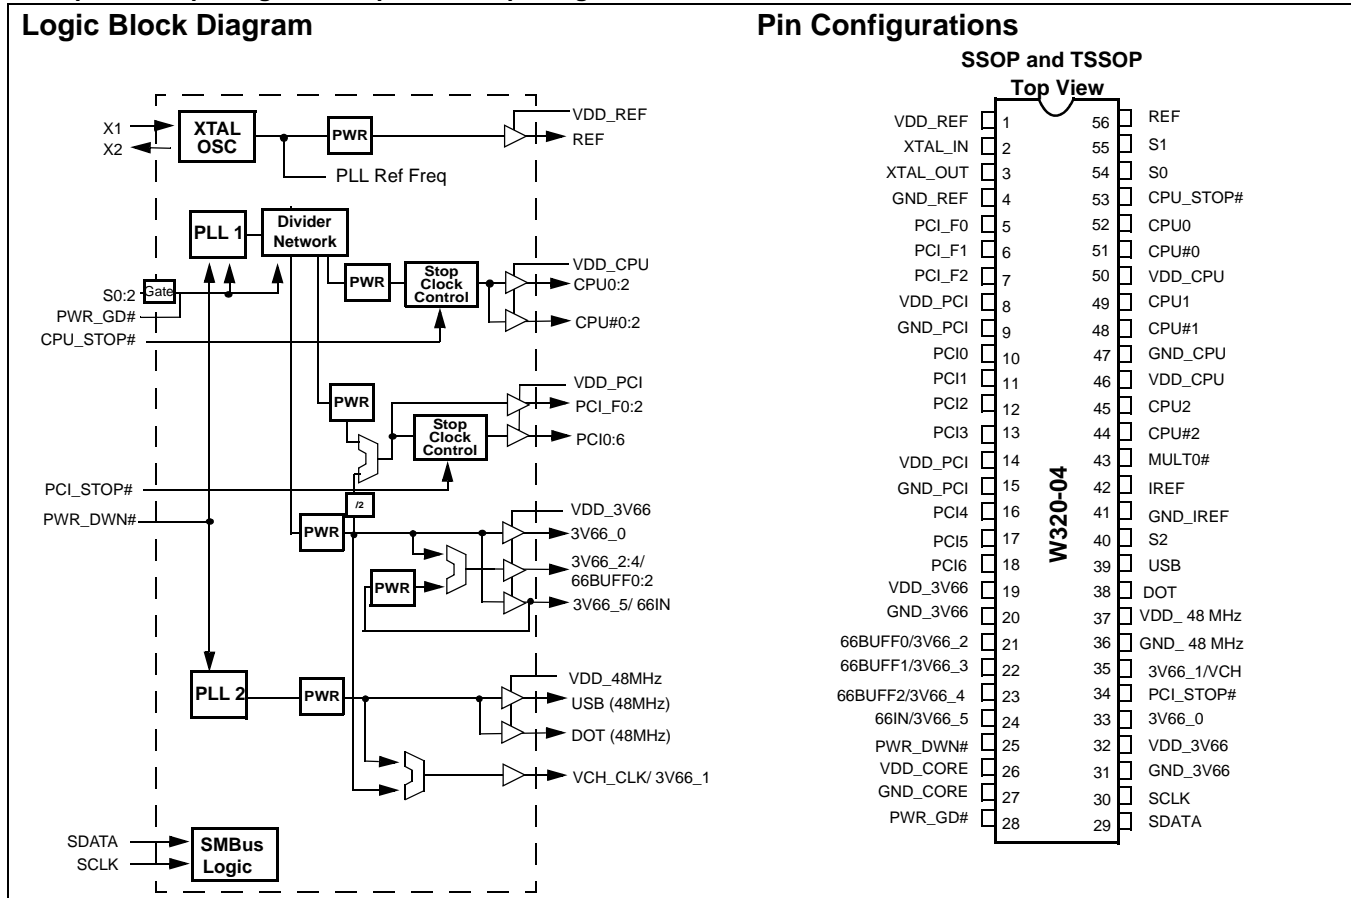 Logic Block Diagram
Pin Configurations
SSOP and TSSOP
Top View
X1
X2
XTAL
OSC
PWR
VDD_REF
REF
PLL Ref Freq
PLL 1
Divider
Network
PWR
Stop
Clock
Control
VDD_CPU
CPU0:2
CPU#0:2
S0:2
Gate
PWR_GD#
CPU_STOP#
PWR
VDD_PCI
PCI_F0:2
Stop
Clock
Control
PCI0:6
PCI_STOP#
/2
PWR_DWN#
PWR
VDD_3V66
3V66_0
3V66_2:4/
66BUFF0:2
PWR
3V66_5/ 66IN
PLL 2
PWR
VDD_48MHz
USB (48MHz)
DOT (48MHz)
VCH_CLK/ 3V66_1
SDATA
SCLK
SMBus
Logic
VDD_REF 1 56 REF
XTAL_IN 2 55 S1
XTAL_OUT 3 54 S0
GND_REF 4 53 CPU_STOP#
PCI_F0 5 52 CPU0
PCI_F1 6 51 CPU#0
PCI_F2 7 50 VDD_CPU
VDD_PCI 8 49 CPU1
GND_PCI 9 48 CPU#1
PCI0 10 47 GND_CPU
PCI1 11 46 VDD_CPU
PCI2 12 45 CPU2
PCI3 13 44 CPU#2
VDD_PCI 14 43 MULT0#
GND_PCI 15 42 IREF
PCI4 16 41 GND_IREF
PCI5 17 40 S2
PCI6 18 39 USB
VDD_3V66 19 38 DOT
GND_3V66 20 37 VDD_ 48 MHz
66BUFF0/3V66_2 21 36 GND_ 48 MHz
66BUFF1/3V66_3 22 35 3V66_1/VCH
66BUFF2/3V66_4 23 34 PCI_STOP#
66IN/3V66_5 24 33 3V66_0
PWR_DWN# 25 32 VDD_3V66
VDD_CORE 26 31 GND_3V66
GND_CORE 27 30 SCLK
PWR_GD# 28 29 SDATA
W320-04